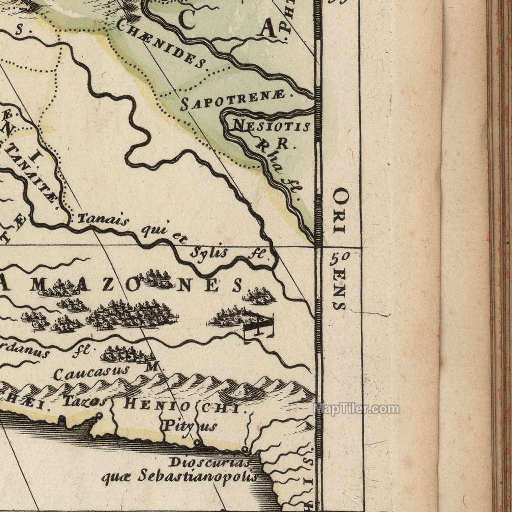 S.
C A
CHÆNIDES
SAPOTRENÆ.
NESIOTIS
R.
Rha fl.
TANAITÆ.
ORI
ENS
50
Tanais qui et
Sylis fl.
AMAZONES
Caucasus M.
fl.
Tazos HENIOCHI.
Pityus
Dioscurias
quæ Sebastianopolis
MapTiler.com